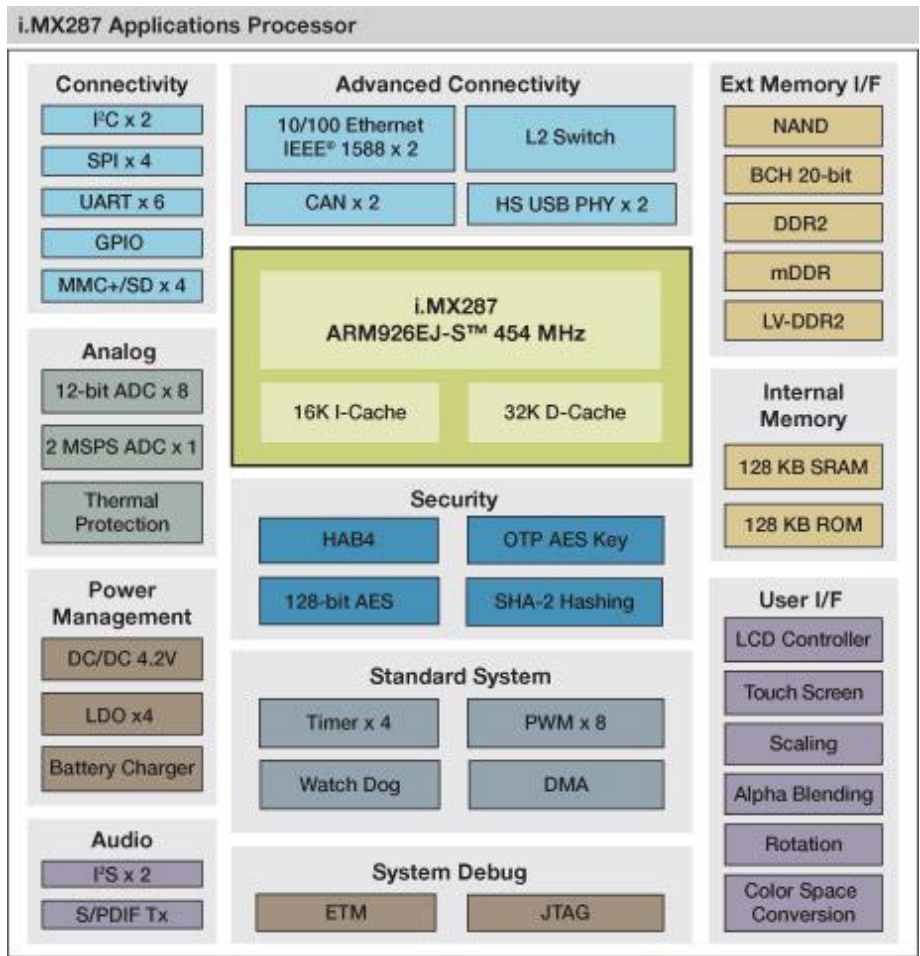 i.MX287 Applications Processor
Connectivity
I²C x 2
SPI x 4
UART x 6
GPIO
MMC+/SD x 4
Analog
12-bit ADC x 8
2 MSPS ADC x 1
Thermal
Protection
Power
Management
DC/DC 4.2V
LDO x4
Battery Charger
Audio
I²S x 2
S/PDIF Tx
Advanced Connectivity
10/100 Ethernet
IEEE® 1588 x 2
L2 Switch
CAN x 2
HS USB PHY x 2
i.MX287
ARM926EJ-S™ 454 MHz
16K I-Cache
32K D-Cache
Security
HAB4
OTP AES Key
128-bit AES
SHA-2 Hashing
Standard System
Timer x 4
PWM x 8
Watch Dog
DMA
System Debug
ETM
JTAG
Ext Memory I/F
NAND
BCH 20-bit
DDR2
mDDR
LV-DDR2
Internal
Memory
128 KB SRAM
128 KB ROM
User I/F
LCD Controller
Touch Screen
Scaling
Alpha Blending
Rotation
Color Space
Conversion